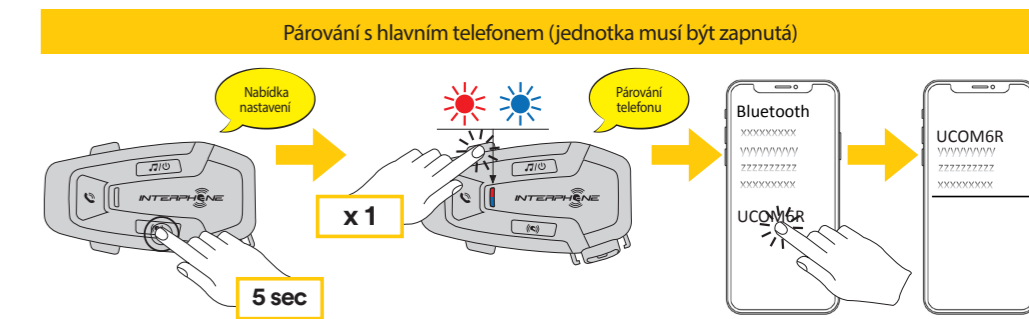 Párování s hlavním telefonem (jednotka musí být zapnutá)
Nabídka
nastavení
INTERPHONE
5 sec
x 1
Párování
telefonu
INTERPHONE
Bluetooth
XXXXXXXXX
YYYYYYYYY
ZZZZZZZZZZ
XXXXXXXXX
UCOM6R
UCOM6R
YYYYYYYYY
ZZZZZZZZZZ
XXXXXXXXX